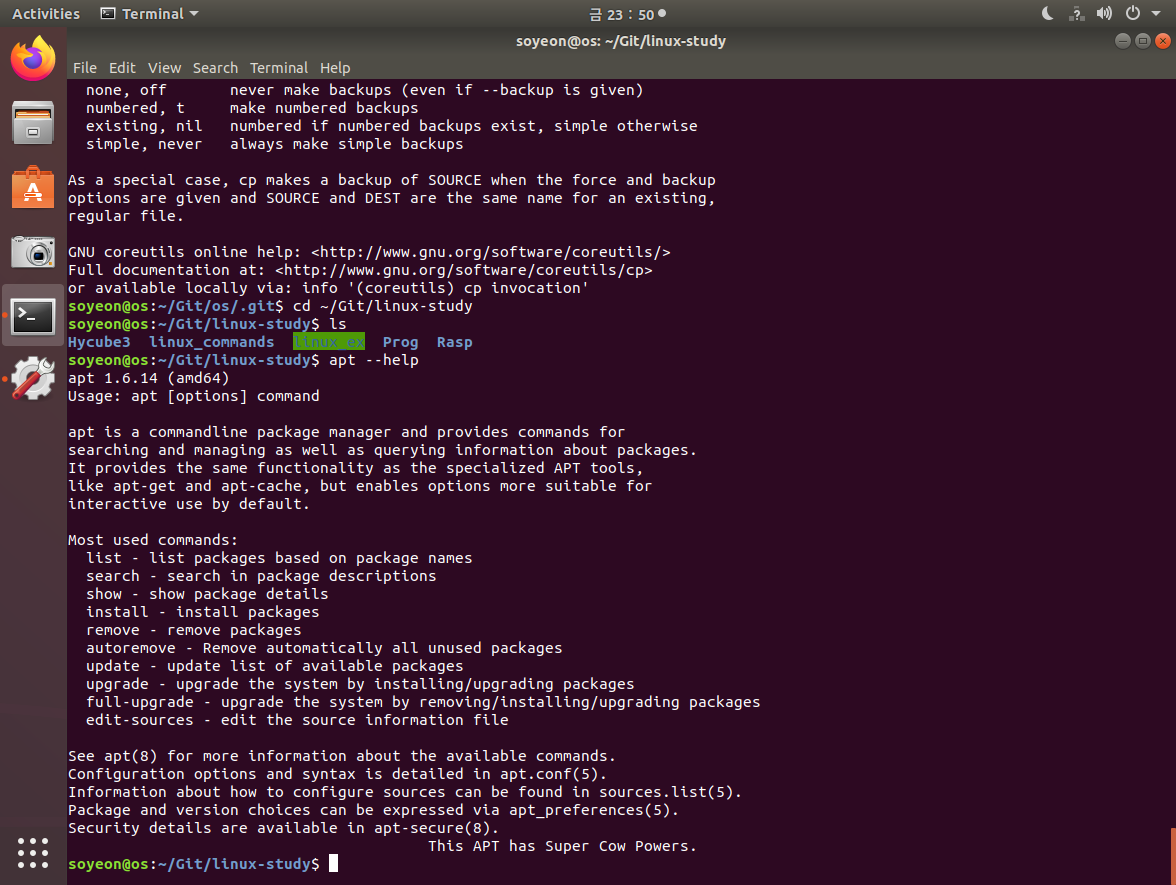 Activities Terminal 금 23 : 50
soyeon@os: ~/Git/linux-study
File Edit View Search Terminal Help
none, off never make backups (even if --backup is given)
numbered, t make numbered backups
existing, nil numbered if numbered backups exist, simple otherwise
simple, never always make simple backups
As a special case, cp makes a backup of SOURCE when the force and backup
options are given and SOURCE and DEST are the same name for an existing,
regular file.
GNU coreutils online help: <http://www.gnu.org/software/coreutils/>
Full documentation at: <http://www.gnu.org/software/coreutils/cp>
or available locally via: info '(coreutils) cp invocation'
soyeon@os:~/Git/os/.git$ cd ~/Git/linux-study
soyeon@os:~/Git/linux-study$ ls
Hycube3 linux_commands linux_ex Prog Rasp
soyeon@os:~/Git/linux-study$ apt --help
apt 1.6.14 (amd64)
Usage: apt [options] command
apt is a commandline package manager and provides commands for
searching and managing as well as querying information about packages.
It provides the same functionality as the specialized APT tools,
like apt-get and apt-cache, but enables options more suitable for
interactive use by default.
Most used commands:
list - list packages based on package names
search - search in package descriptions
show - show package details
install - install packages
remove - remove packages
autoremove - Remove automatically all unused packages
update - update list of available packages
upgrade - upgrade the system by installing/upgrading packages
full-upgrade - upgrade the system by removing/installing/upgrading packages
edit-sources - edit the source information file
See apt(8) for more information about the available commands.
Configuration options and syntax is detailed in apt.conf(5).
Information about how to configure sources can be found in sources.list(5).
Package and version choices can be expressed via apt_preferences(5).
Security details are available in apt-secure(8).
This APT has Super Cow Powers.
soyeon@os:~/Git/linux-study$